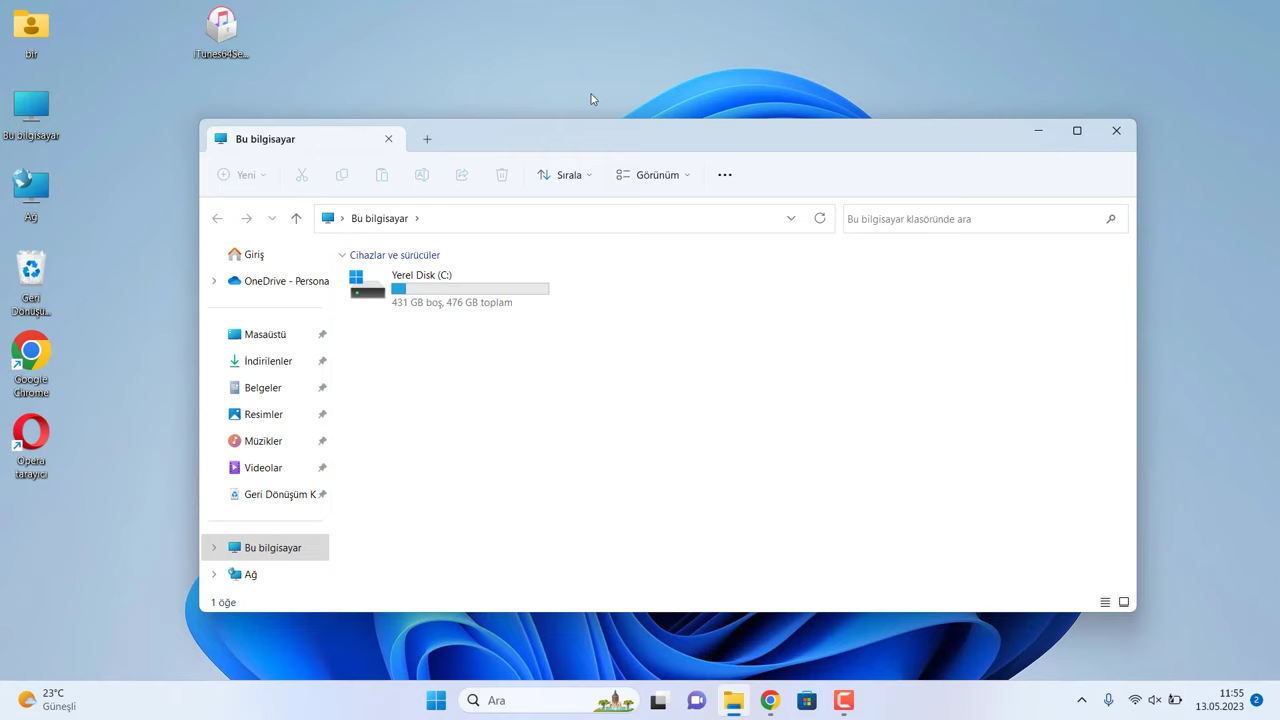 bir
iTunes64Se...
Bu bilgisayar
Ağ
Geri
Dönüşü...
Google
Chrome
Opera
tarayıcı
Bu bilgisayar
Yeni
Sırala
Görünüm
Bu bilgisayar
Bu bilgisayar klasöründe ara
Giriş
OneDrive - Persona
Masaüstü
İndirilenler
Belgeler
Resimler
Müzikler
Videolar
Geri Dönüşüm K
Bu bilgisayar
Ağ
Cihazlar ve sürücüler
Yerel Disk (C:)
431 GB boş, 476 GB toplam
1 öğe
23°C
Güneşli
Ara
11:55
13.05.2023
2